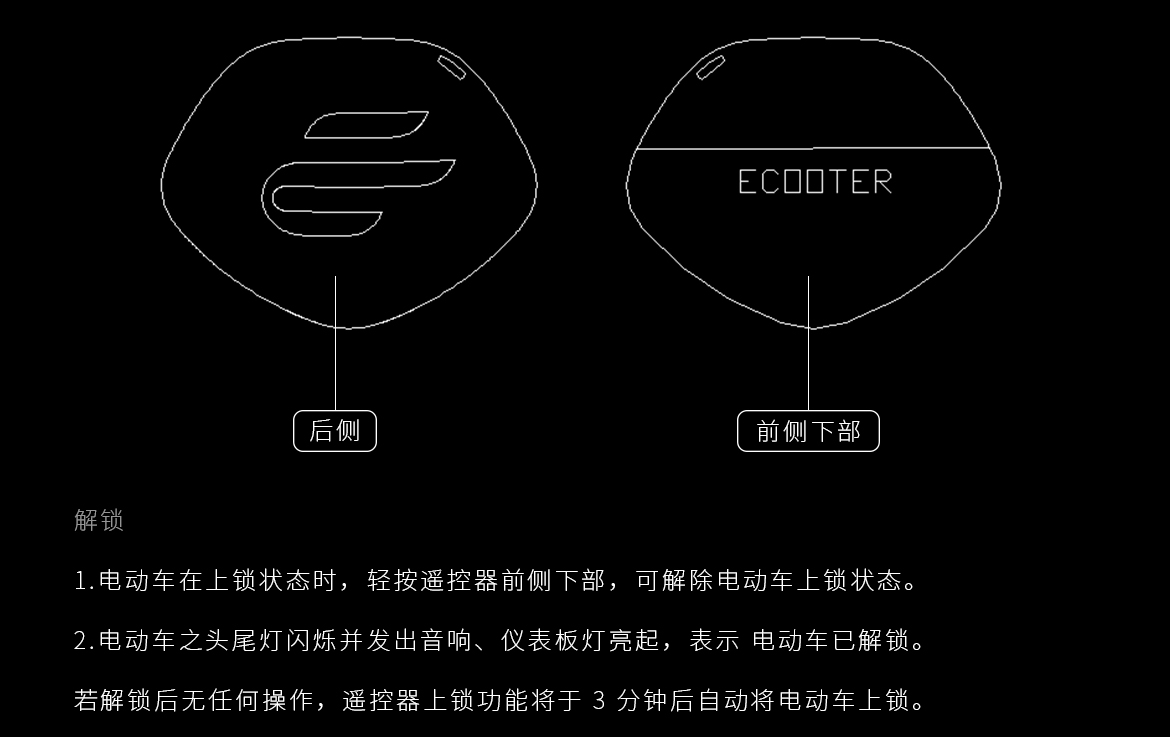 ECOOTER
后侧
前侧下部
解锁
1.电动车在上锁状态时，轻按遥控器前侧下部，可解除电动车上锁状态。
2.电动车之头尾灯闪烁并发出音响、仪表板灯亮起，表示 电动车已解锁。
若解锁后无任何操作，遥控器上锁功能将于 3 分钟后自动将电动车上锁。